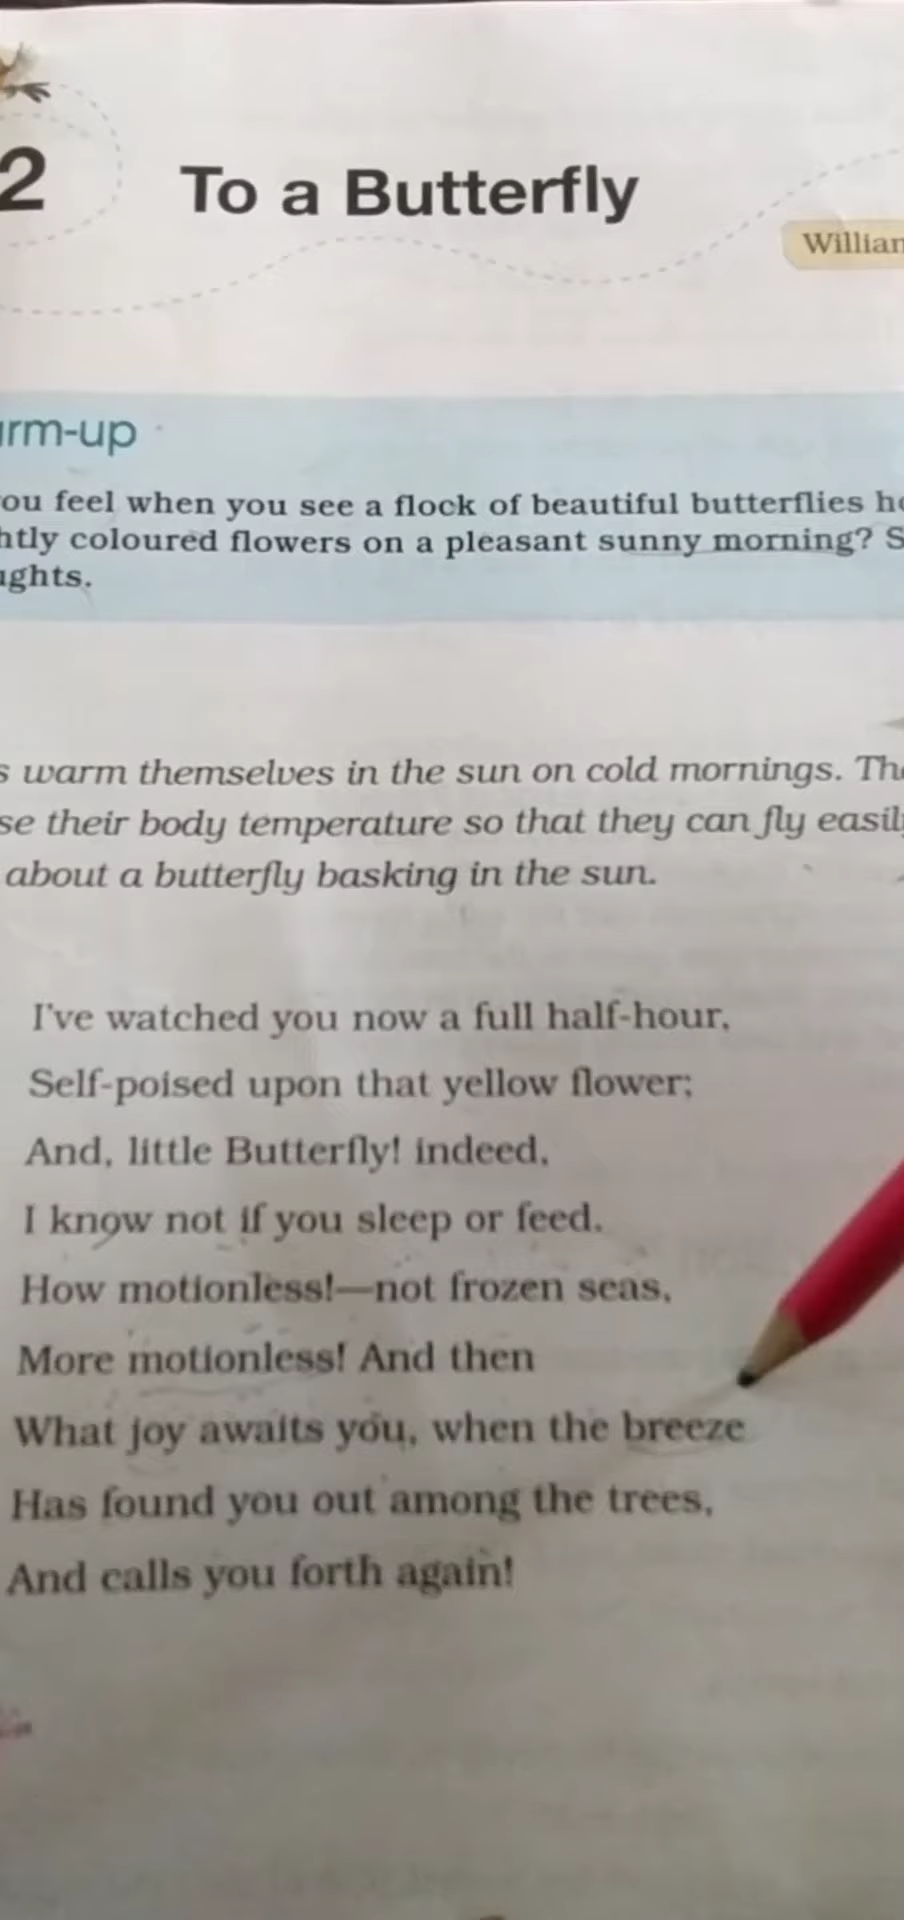 2 To a Butterfly
William
rm-up
ou feel when you see a flock of beautiful butterflies
htly coloured flowers on a pleasant sunny morning?
ughts.
s warm themselves in the sun on cold mornings.
se their body temperature so that they can fly easily
about a butterfly basking in the sun.
I've watched you now a full half-hour,
Self-poised upon that yellow flower;
And, little Butterfly! indeed,
I know not if you sleep or feed.
How motionless!—not frozen seas,
More motionless! And then
What joy awaits you, when the breeze
Has found you out among the trees,
And calls you forth again!